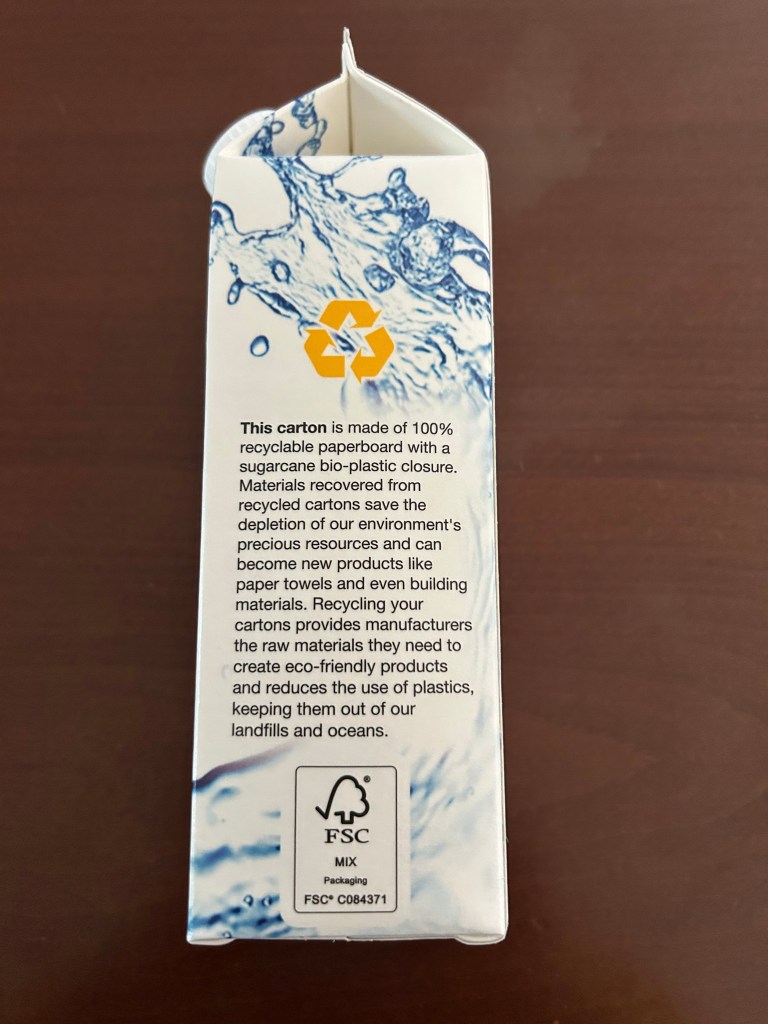 This carton is made of 100%
recyclable paperboard with a
sugarcane bio-plastic closure.
Materials recovered from
recycled cartons save the
depletion of our environment's
precious resources and can
become new products like
paper towels and even building
materials. Recycling your
cartons provides manufacturers
the raw materials they need to
create eco-friendly products
and reduces the use of plastics,
keeping them out of our
landfills and oceans.
®
FSC
MIX
Packaging
FSC® C084371